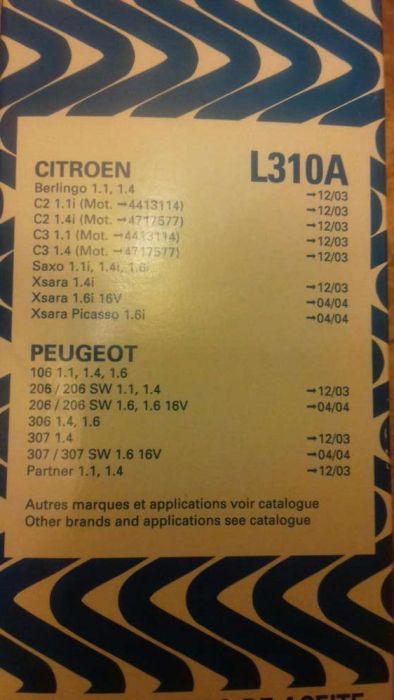 CITROEN L310A
Berlingo 1.1, 1.4 →12/03
C2 1.1i (Mot. →4413114) →12/03
C2 1.4i (Mot. →4717577) →12/03
C3 1.1 (Mot. →4413114) →12/03
C3 1.4 (Mot. →4717577) →12/03
Saxo 1.1i, 1.4i, 1.6i
Xsara 1.4i →12/03
Xsara 1.6i 16V →04/04
Xsara Picasso 1.6i →04/04
PEUGEOT
106 1.1, 1.4, 1.6
206 / 206 SW 1.1, 1.4 →12/03
206 / 206 SW 1.6, 1.6 16V →04/04
306 1.4, 1.6
307 1.4 →12/03
307 / 307 SW 1.6 16V →04/04
Partner 1.1, 1.4 →12/03
Autres marques et applications voir catalogue
Other brands and applications see catalogue
DE ACEITE